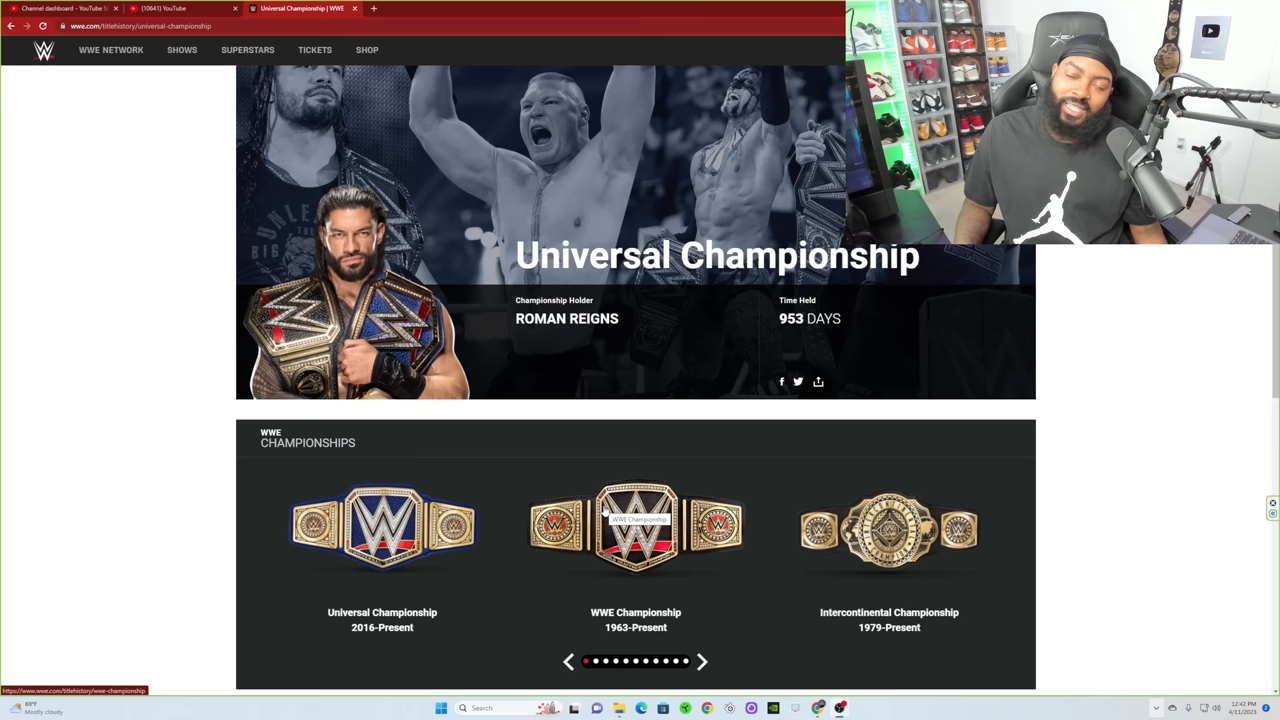 Channel dashboard - YouTube St
(10641) YouTube
Universal Championship | WWE
wwe.com/titlehistory/universal-championship
WWE NETWORK
SHOWS
SUPERSTARS
TICKETS
SHOP
Universal Championship
Championship Holder
Time Held
ROMAN REIGNS
953 DAYS
WWE
CHAMPIONSHIPS
WWE Championship
Universal Championship
2016-Present
WWE Championship
1963-Present
Intercontinental Championship
1979-Present
https://www.wwe.com/titlehistory/wwe-championship
69°F
Mostly cloudy
Search
12:42 PM
4/11/2023